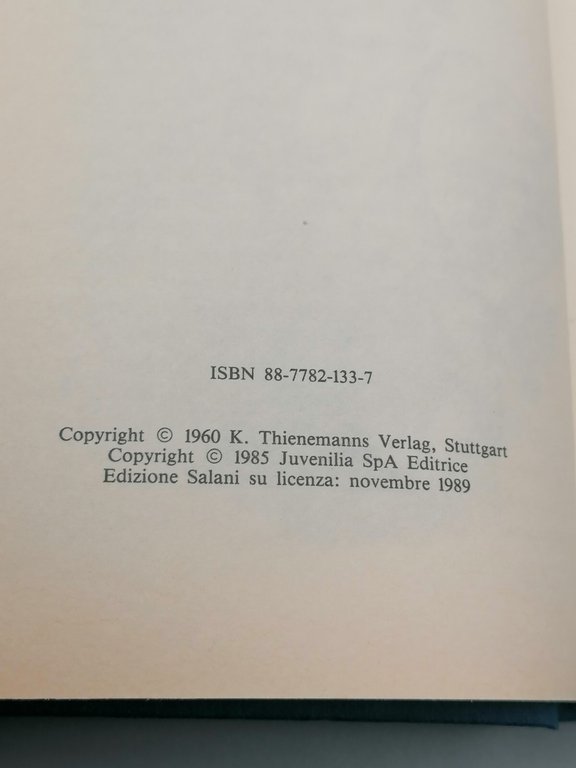 ISBN 88-7782-133-7
Copyright © 1960 K. Thienemanns Verlag, Stuttgart
Copyright © 1985 Juvenilia SpA Editrice
Edizione Salani su licenza: novembre 1989